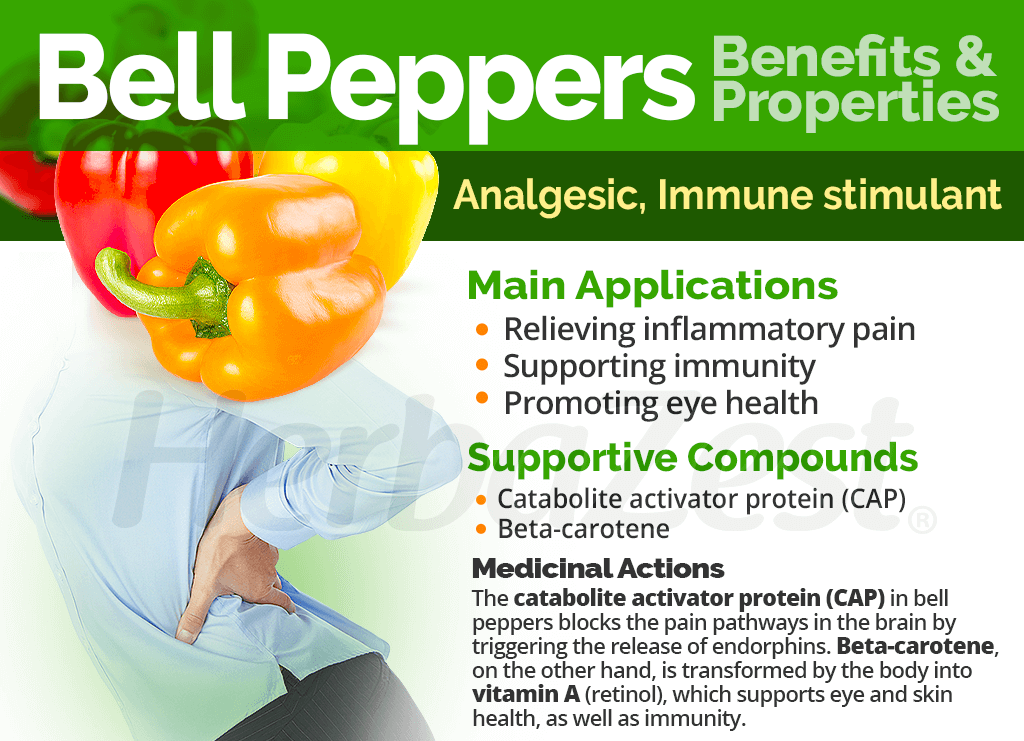 Bell Peppers
Benefits &
Properties
Analgesic, Immune stimulant
Main Applications
• Relieving inflammatory pain
• Supporting immunity
• Promoting eye health
HerbaZest®
Supportive Compounds
• Catabolite activator protein (CAP)
• Beta-carotene
Medicinal Actions
The catabolite activator protein (CAP) in bell
peppers blocks the pain pathways in the brain by
triggering the release of endorphins. Beta-carotene,
on the other hand, is transformed by the body into
vitamin A (retinol), which supports eye and skin
health, as well as immunity.